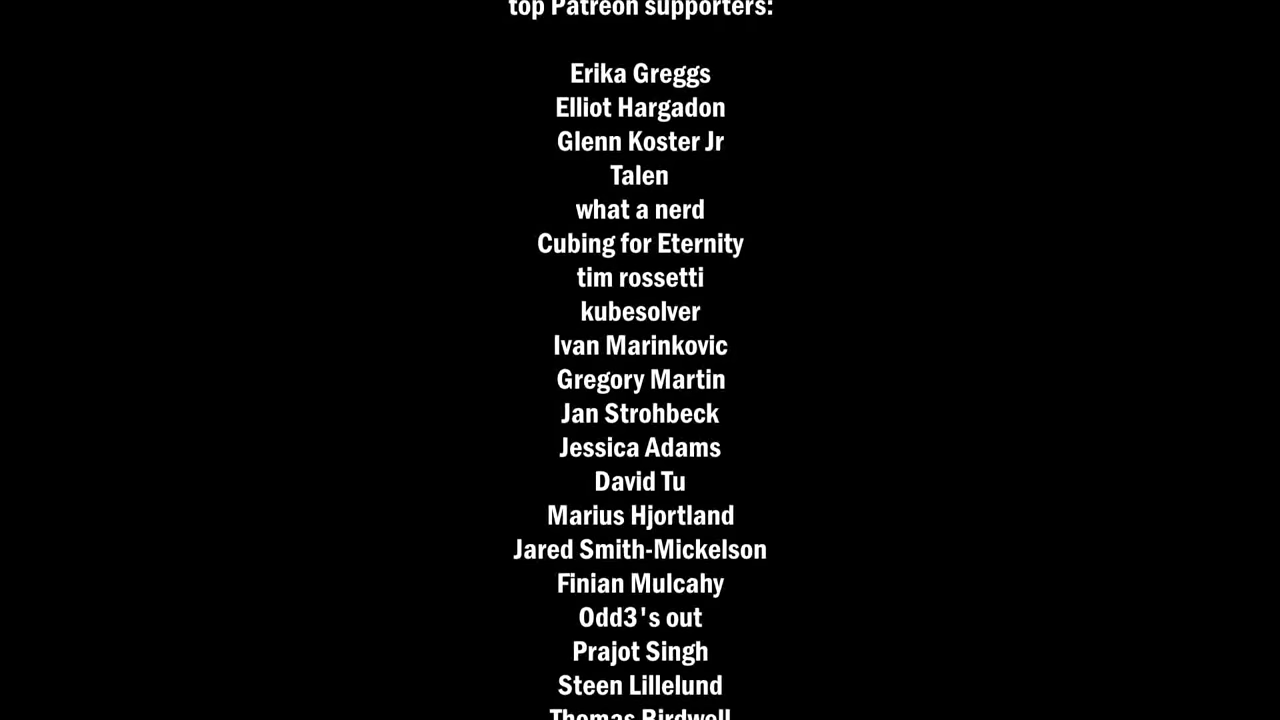 top Patreon supporters:
Erika Greggs
Elliot Hargadon
Glenn Koster Jr
Talen
what a nerd
Cubing for Eternity
tim rossetti
kubesolver
Ivan Marinkovic
Gregory Martin
Jan Strohbeck
Jessica Adams
David Tu
Marius Hjortland
Jared Smith-Mickelson
Finian Mulcahy
Odd3's out
Prajot Singh
Steen Lillelund
Thomas Birdwell